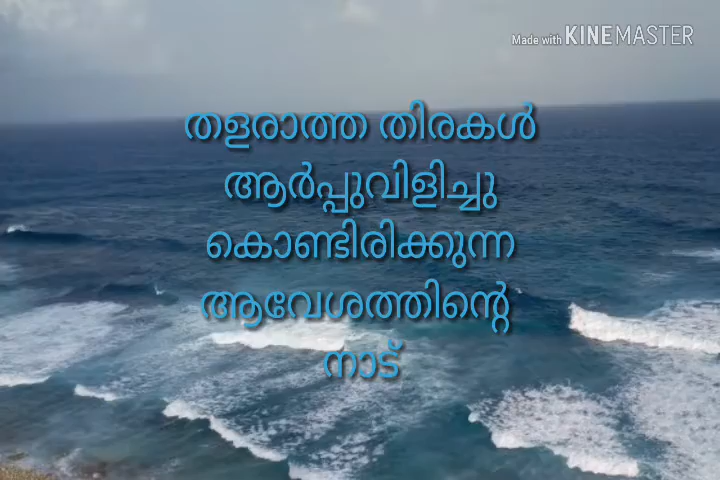 Made with KINEMASTER
തളരാത്ത തിരകൾ
ആർപ്പുവിളിച്ചു
കൊണ്ടിരിക്കുന്ന
ആവേശത്തിന്റെ
നാട്